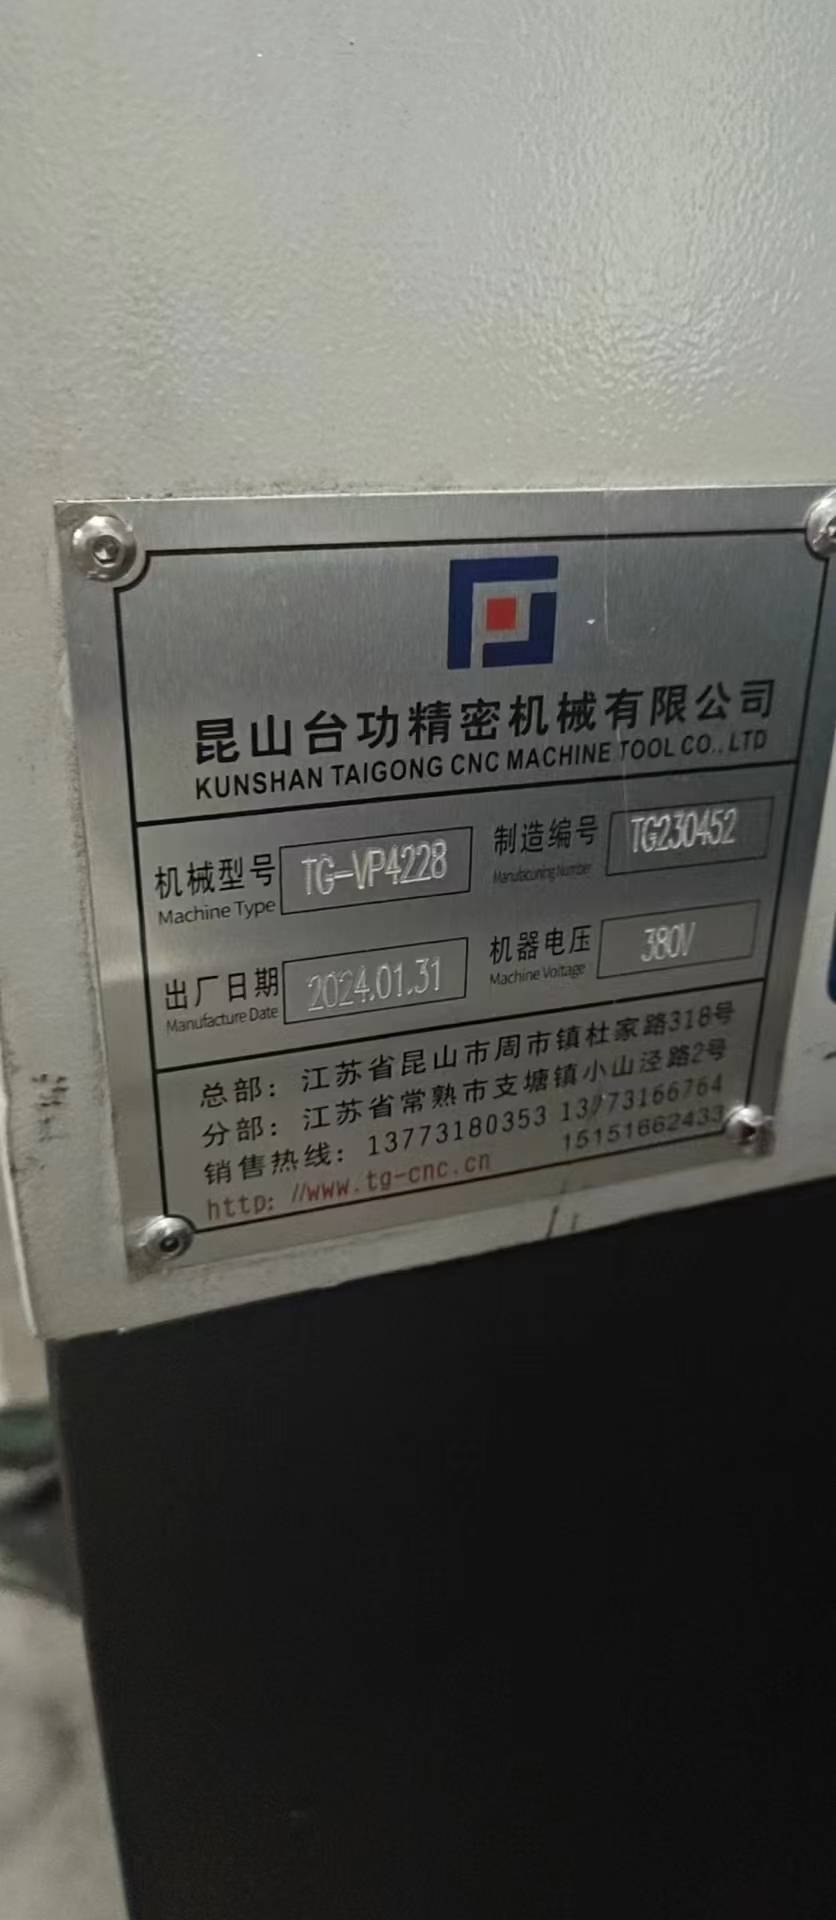 昆山台功精密机械有限公司
KUNSHAN TAIGONG CNC MACHINE TOOL CO., LTD
机械型号 TG-VP4228 制造编号 TG230452
Machine Type Manufacturing Number
出厂日期 2024.01.31 机器电压 380V
Manufacture Date Machine Voltage
总部：江苏省昆山市周市镇杜家路318号
分部：江苏省常熟市支塘镇小山泾路2号
销售热线：13773180353 13773166764
15151662433
http://www.tg-cnc.cn